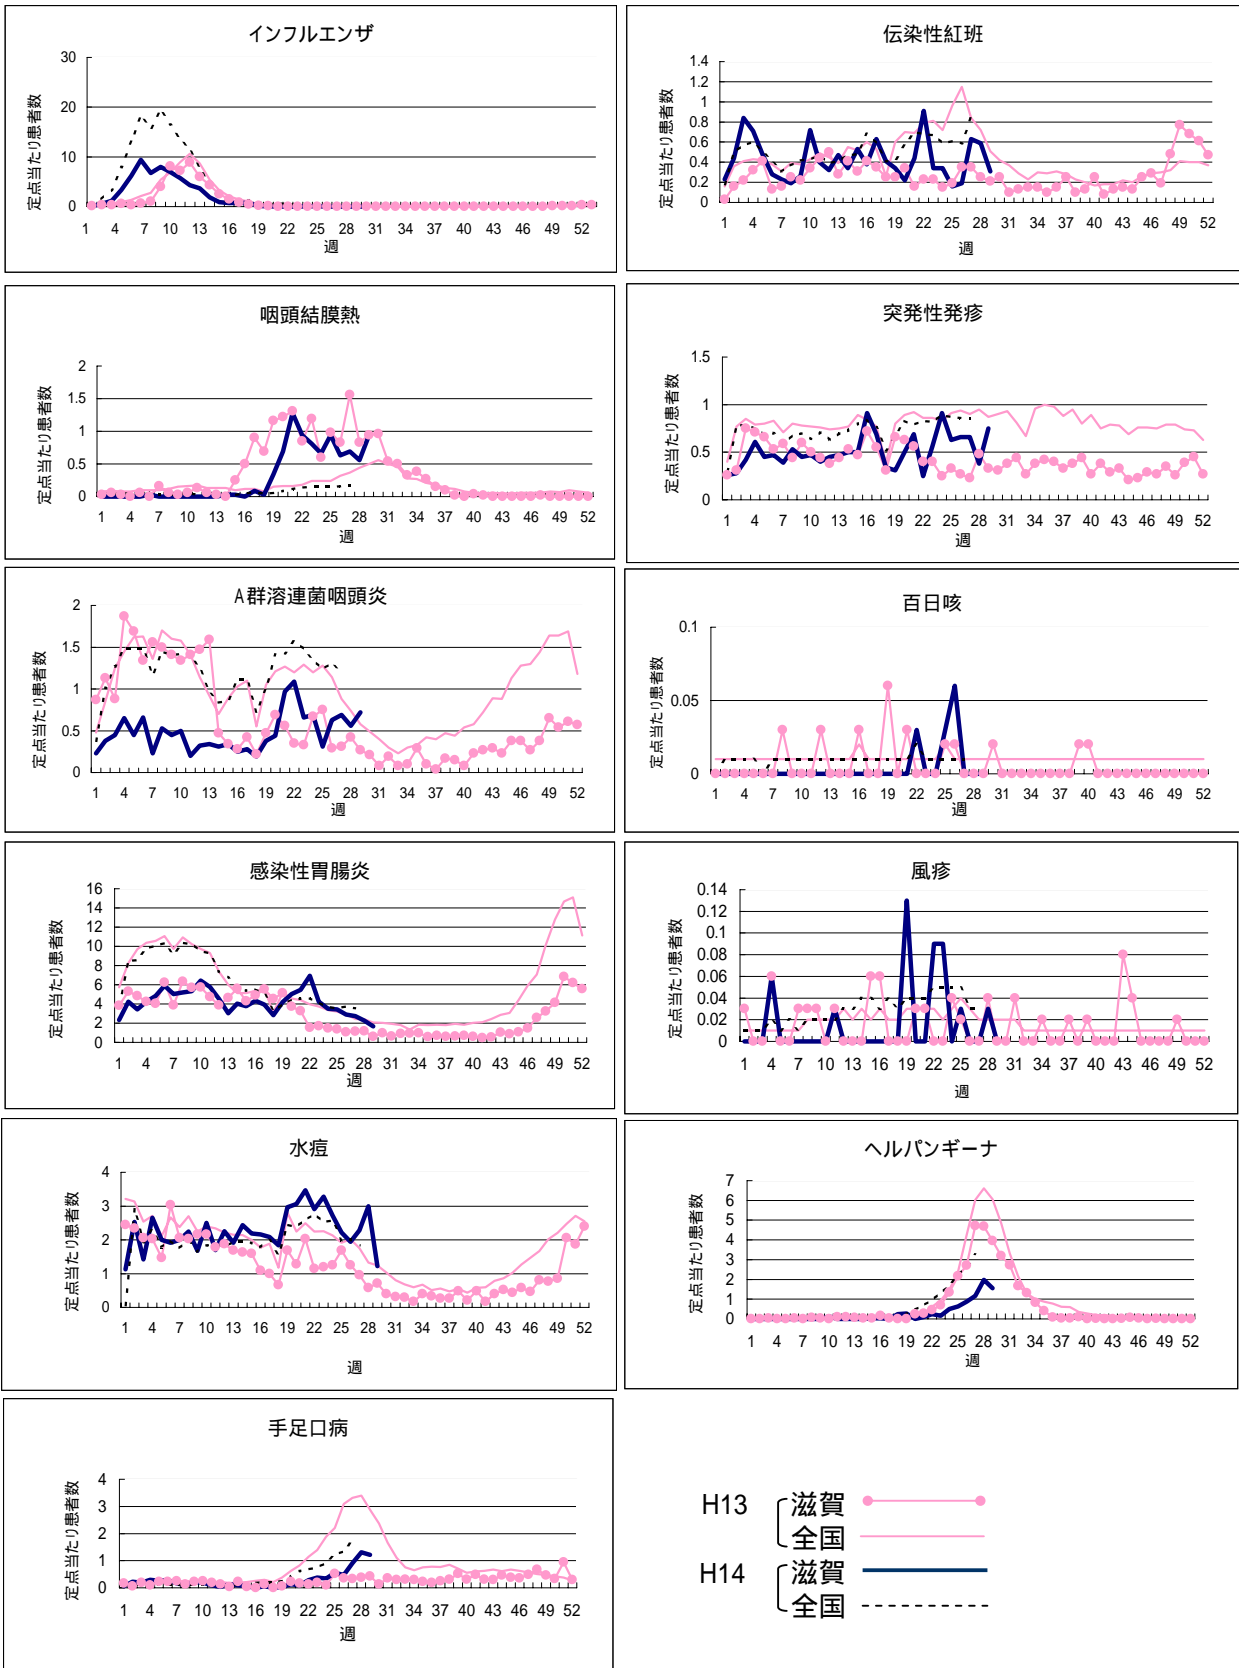 インフルエンザ
定点当たり患者数
30
20
10
0
1 4 7 10 13 16 19 22 25 28 31 34 37 40 43 46 49 52
週
伝染性紅班
定点当たり患者数
1.4
1.2
1
0.8
0.6
0.4
0.2
0
1 4 7 10 13 16 19 22 25 28 31 34 37 40 43 46 49 52
週
咽頭結膜熱
定点当たり患者数
2
1.5
1
0.5
0
1 4 7 10 13 16 19 22 25 28 31 34 37 40 43 46 49 52
週
突発性発疹
定点当たり患者数
1.5
1
0.5
0
1 4 7 10 13 16 19 22 25 28 31 34 37 40 43 46 49 52
週
A群溶連菌咽頭炎
定点当たり患者数
2
1.5
1
0.5
0
1 4 7 10 13 16 19 22 25 28 31 34 37 40 43 46 49 52
週
百日咳
定点当たり患者数
0.1
0.05
0
1 4 7 10 13 16 19 22 25 28 31 34 37 40 43 46 49 52
週
感染性胃腸炎
定点当たり患者数
16
14
12
10
8
6
4
2
0
1 4 7 10 13 16 19 22 25 28 31 34 37 40 43 46 49 52
週
風疹
定点当たり患者数
0.14
0.12
0.1
0.08
0.06
0.04
0.02
0
1 4 7 10 13 16 19 22 25 28 31 34 37 40 43 46 49 52
週
水痘
定点当たり患者数
4
3
2
1
0
1 4 7 10 13 16 19 22 25 28 31 34 37 40 43 46 49 52
週
ヘルパンギーナ
定点当たり患者数
7
6
5
4
3
2
1
0
1 4 7 10 13 16 19 22 25 28 31 34 37 40 43 46 49 52
週
手足口病
定点当たり患者数
4
3
2
1
0
1 4 7 10 13 16 19 22 25 28 31 34 37 40 43 46 49 52
週
H13 滋賀
全国
H14 滋賀
全国